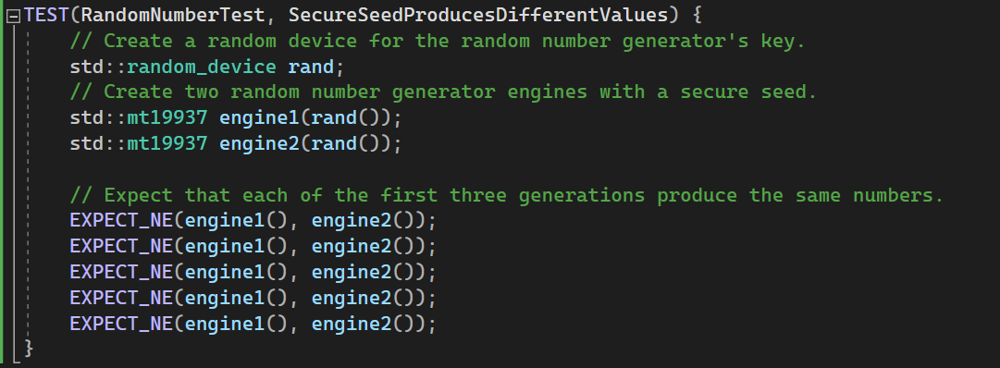 TEST(RandomNumberTest, SecureSeedProducesDifferentValues) {
    // Create a random device for the random number generator's key.
    std::random_device rand;
    // Create two random number generator engines with a secure seed.
    std::mt19937 engine1(rand());
    std::mt19937 engine2(rand());

    // Expect that each of the first three generations produce the same numbers.
    EXPECT_NE(engine1(), engine2());
    EXPECT_NE(engine1(), engine2());
    EXPECT_NE(engine1(), engine2());
    EXPECT_NE(engine1(), engine2());
    EXPECT_NE(engine1(), engine2());
}